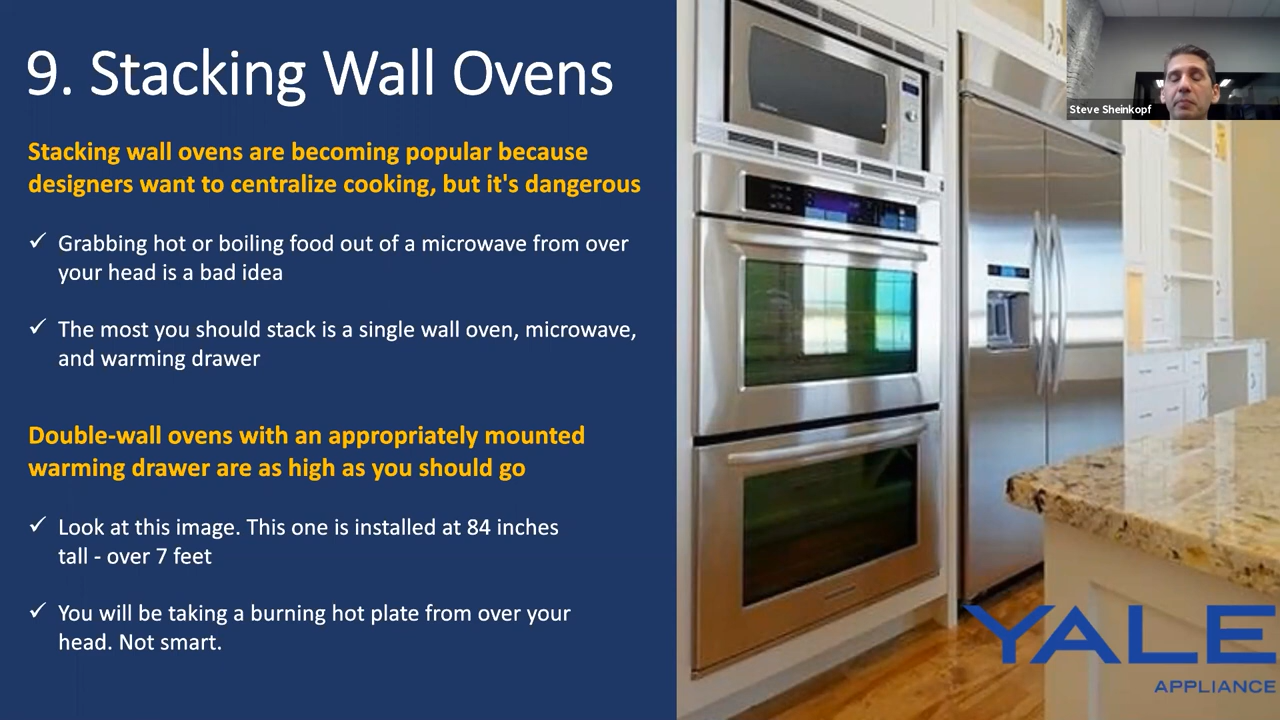 9. Stacking Wall Ovens
Stacking wall ovens are becoming popular because
designers want to centralize cooking, but it's dangerous
✓ Grabbing hot or boiling food out of a microwave from over
your head is a bad idea
✓ The most you should stack is a single wall oven, microwave,
and warming drawer
Double-wall ovens with an appropriately mounted
warming drawer are as high as you should go
✓ Look at this image. This one is installed at 84 inches
tall - over 7 feet
✓ You will be taking a burning hot plate from over your
head. Not smart.
Steve Sheinkopf
YALE
APPLIANCE